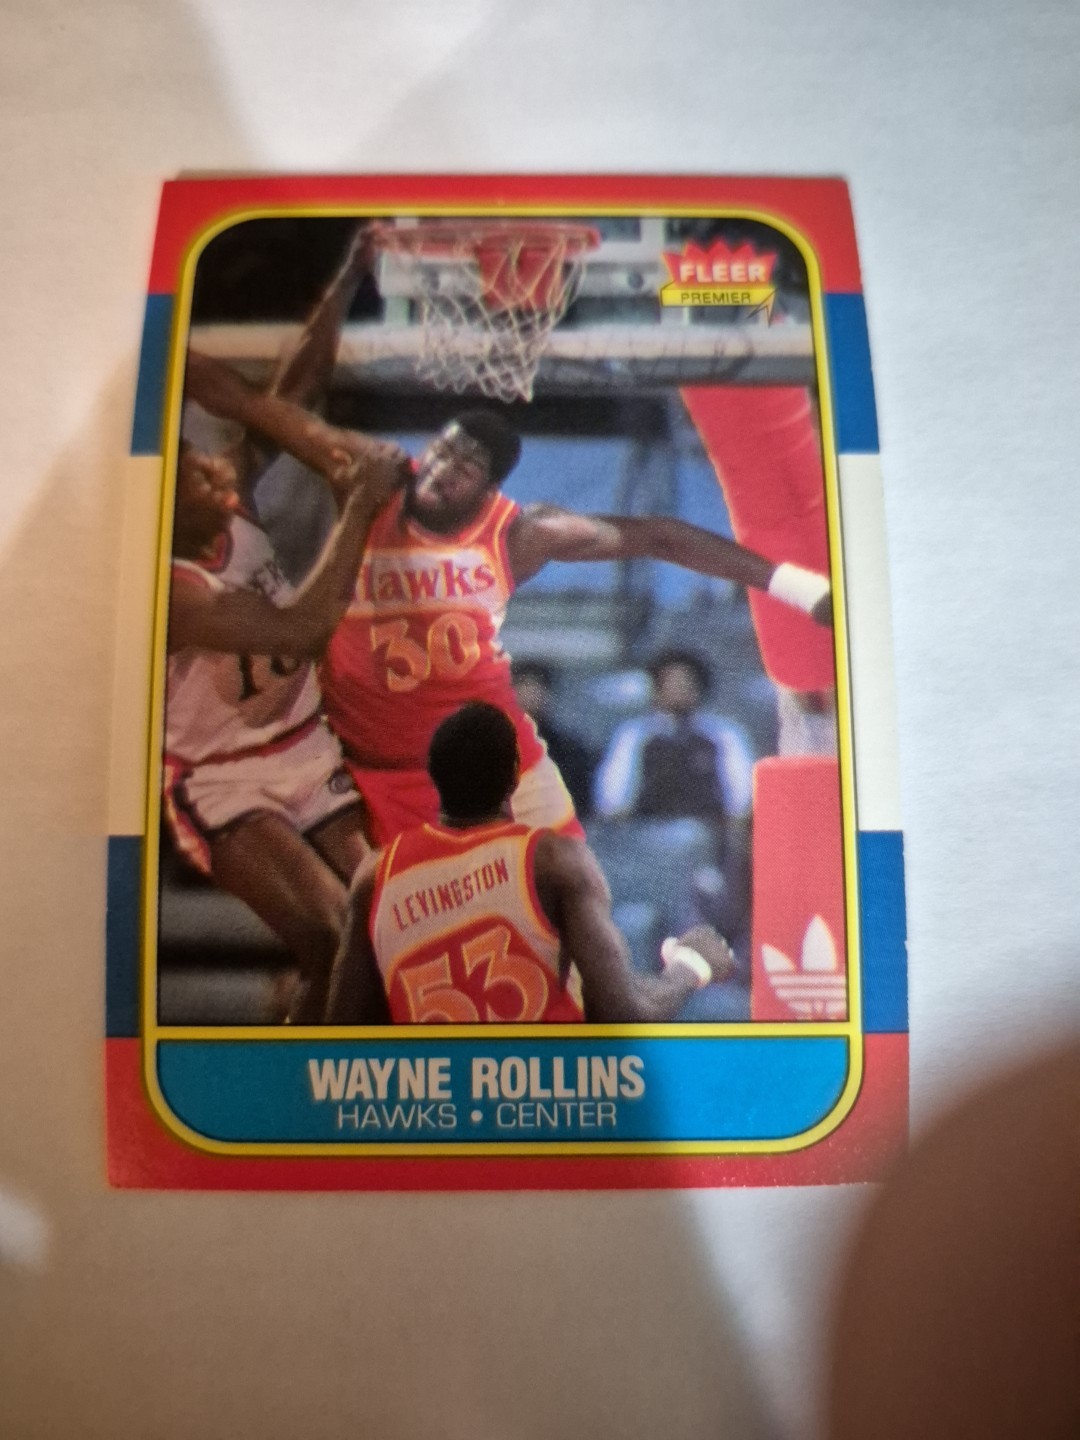 FLEER
PREMIER
Hawks
30
LEVINGSTON
53
WAYNE ROLLINS
HAWKS • CENTER